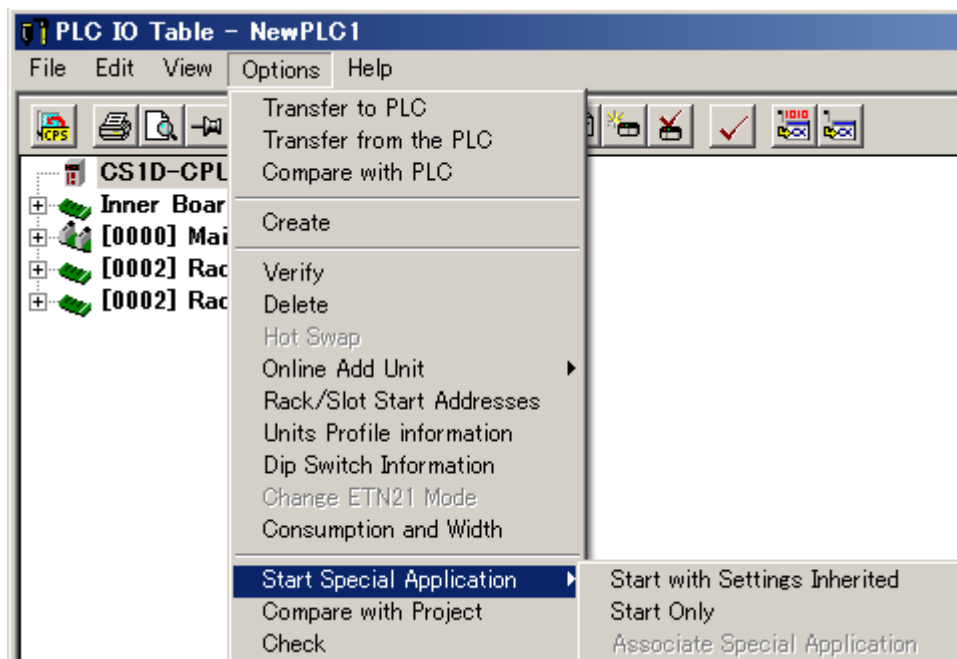 PLC IO Table - NewPLC1
File Edit View Options Help
CPS
1010
CS1D-CPU
Inner Boar
[0000] Mai
[0002] Rac
[0002] Rac
Transfer to PLC
Transfer from the PLC
Compare with PLC
Create
Verify
Delete
Hot Swap
Online Add Unit
Rack/Slot Start Addresses
Units Profile information
Dip Switch Information
Change ETN21 Mode
Consumption and Width
Start Special Application
Compare with Project
Check
Start with Settings Inherited
Start Only
Associate Special Application